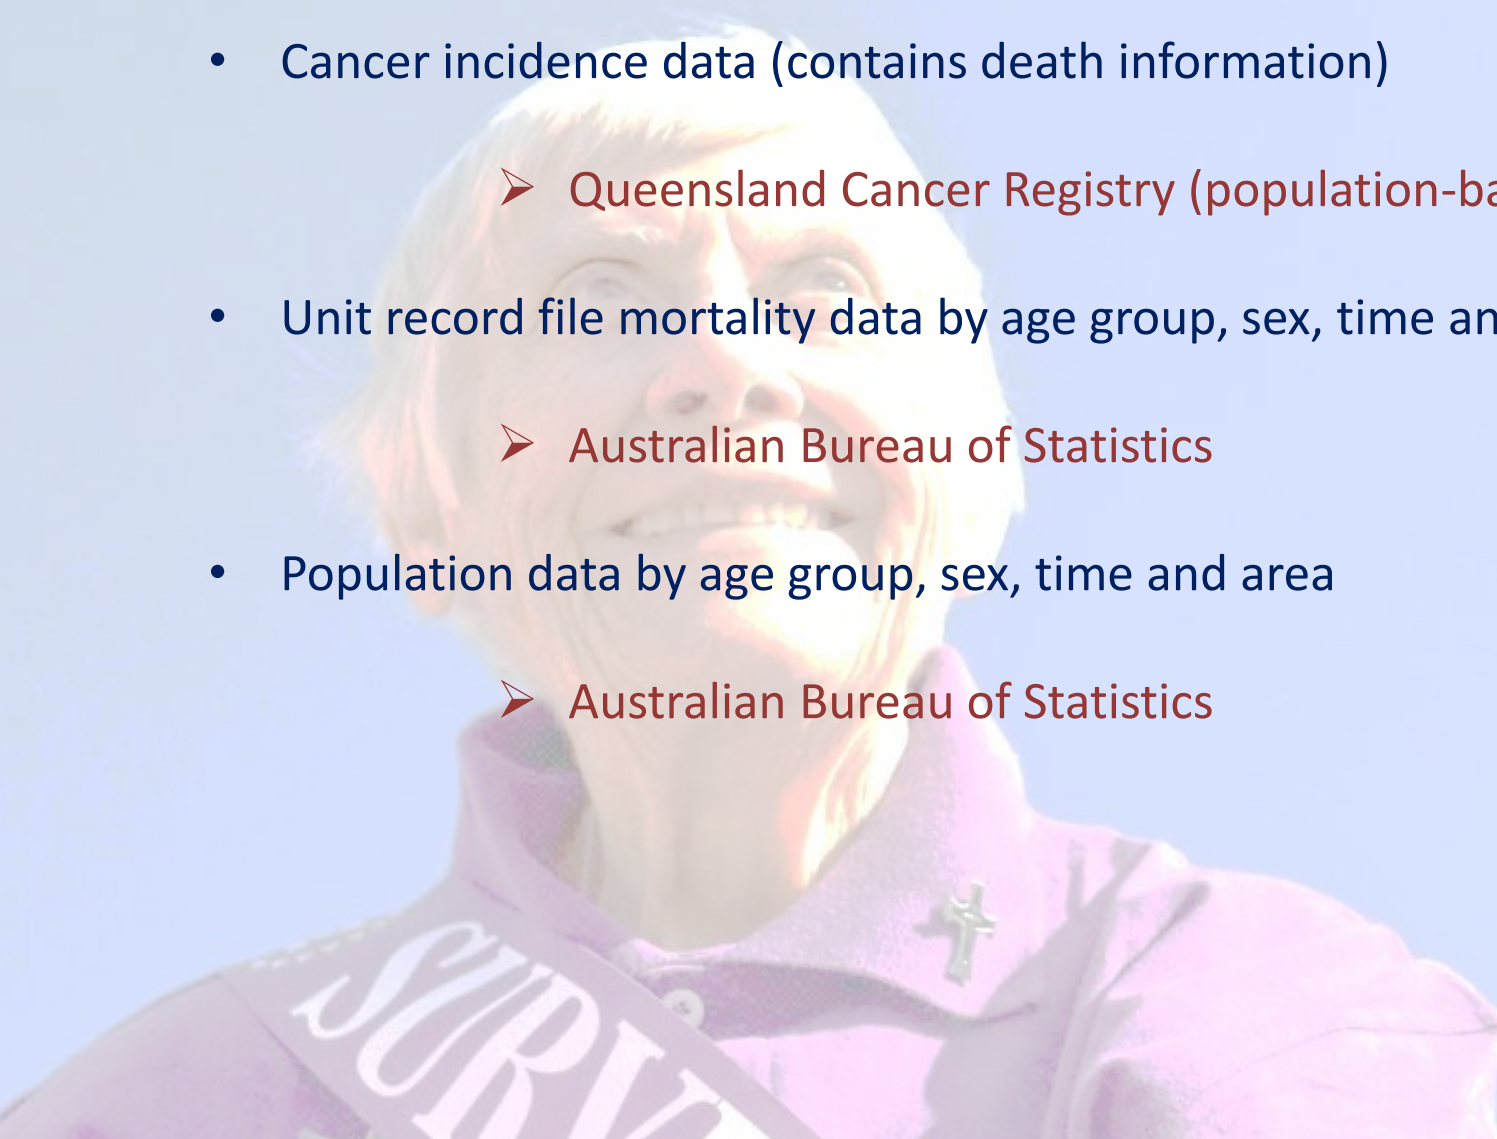 • Cancer incidence data (contains death information)
➢ Queensland Cancer Registry (population-ba
• Unit record file mortality data by age group, sex, time an
➢ Australian Bureau of Statistics
• Population data by age group, sex, time and area
➢ Australian Bureau of Statistics
SURV